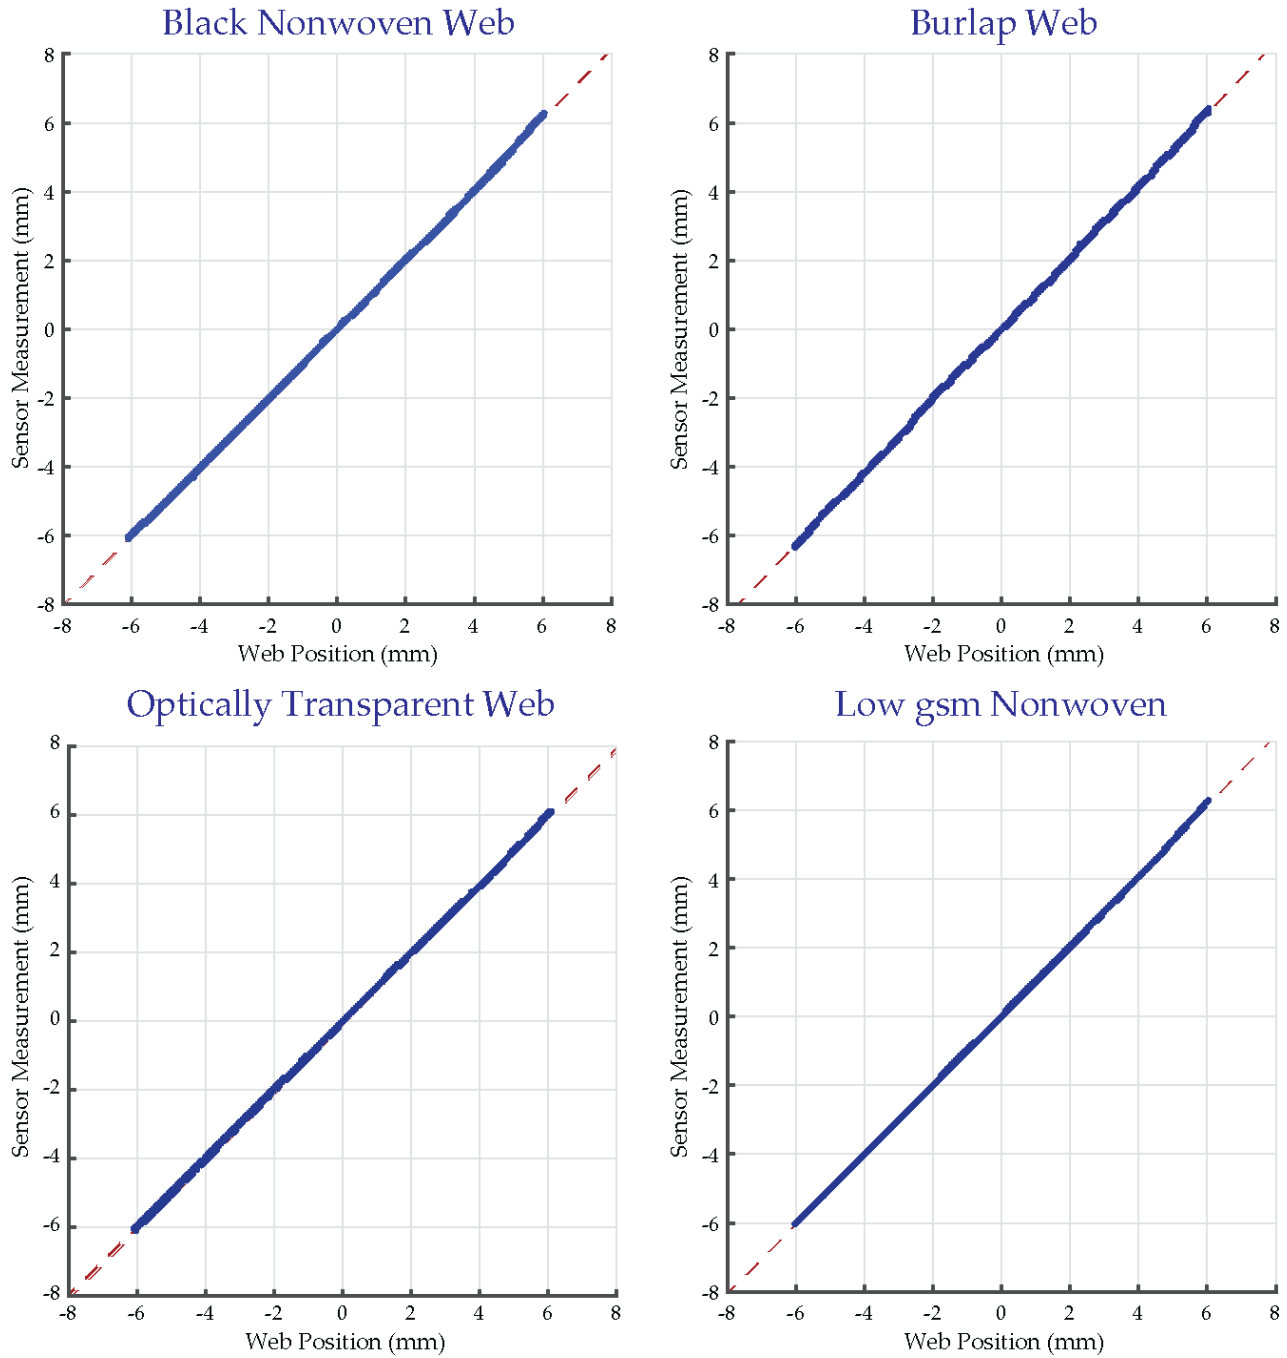 Black Nonwoven Web
8
6
4
2
0
-2
-4
-6
-8
Sensor Measurement (mm)
-8 -6 -4 -2 0 2 4 6 8
Web Position (mm)
Burlap Web
8
6
4
2
0
-2
-4
-6
-8
Sensor Measurement (mm)
-8 -6 -4 -2 0 2 4 6 8
Web Position (mm)
Optically Transparent Web
8
6
4
2
0
-2
-4
-6
-8
Sensor Measurement (mm)
-8 -6 -4 -2 0 2 4 6 8
Web Position (mm)
Low gsm Nonwoven
8
6
4
2
0
-2
-4
-6
-8
Sensor Measurement (mm)
-8 -6 -4 -2 0 2 4 6 8
Web Position (mm)